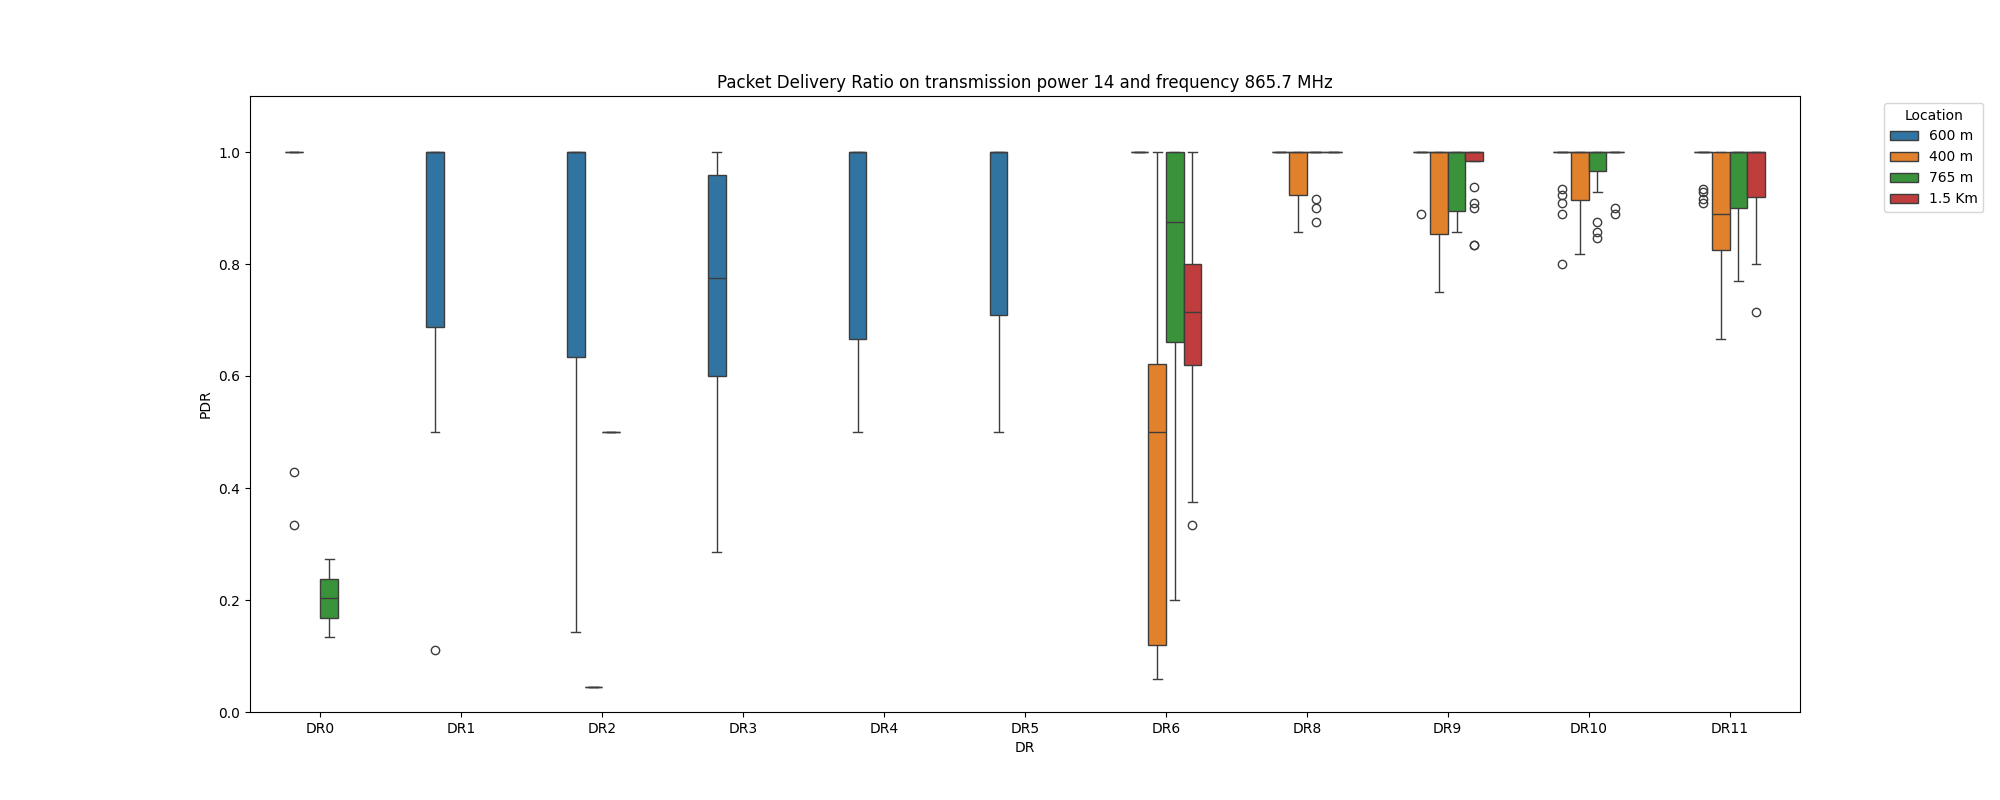 Packet Delivery Ratio on transmission power 14 and frequency 865.7 MHz
Location
600 m
400 m
765 m
1.5 Km
1.0
0.8
0.6
0.4
0.2
0.0
PDR
DR0 DR1 DR2 DR3 DR4 DR5 DR6 DR8 DR9 DR10 DR11
DR